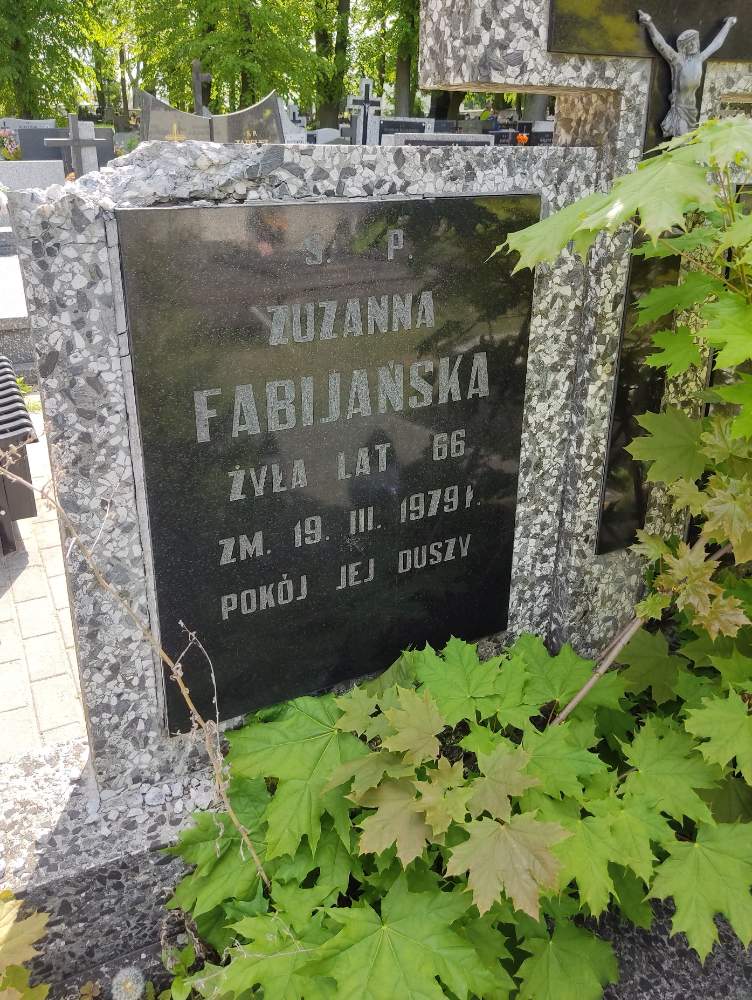 Ś. P.
ZUZANNA
FABIJAŃSKA
ŻYŁA LAT 66
ZM. 19. III. 1979 r.
POKÓJ JEJ DUSZY